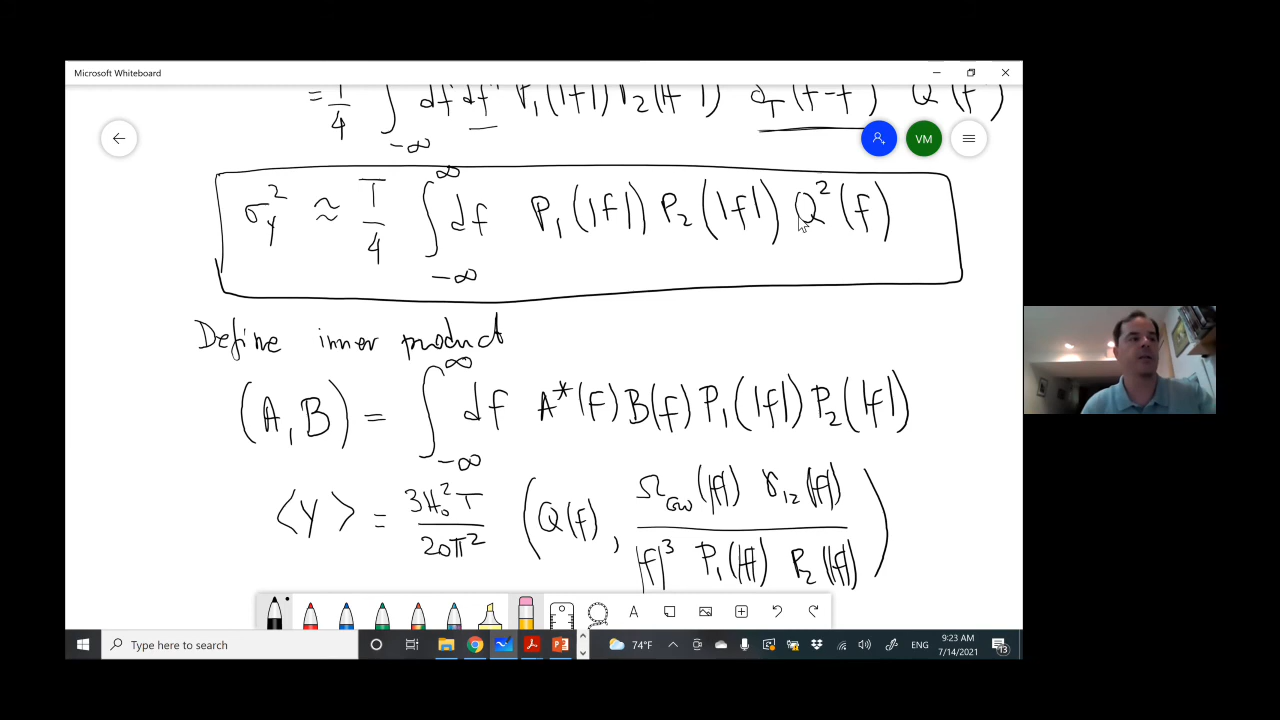 Microsoft Whiteboard
= 1/4 ∫_{-∞} df df' P₁(|f|) P₂(|f'|) δ_T(f-f') Q²(f)
VM
σ_Y² ≈ T/4 ∫_{-∞}^{∞} df P₁(|f|) P₂(|f|) Q²(f)
Define inner product
(A,B) = ∫_{-∞}^{∞} df A*(f) B(f) P₁(|f|) P₂(|f|)
⟨Y⟩ = 3H₀²T/20π² (Q(f), Ω_GW(|f|) γ₁₂(|f|) / |f|³ P₁(|f|) P₂(|f|))
A
Type here to search
74°F
ENG
9:23 AM
7/14/2021
13